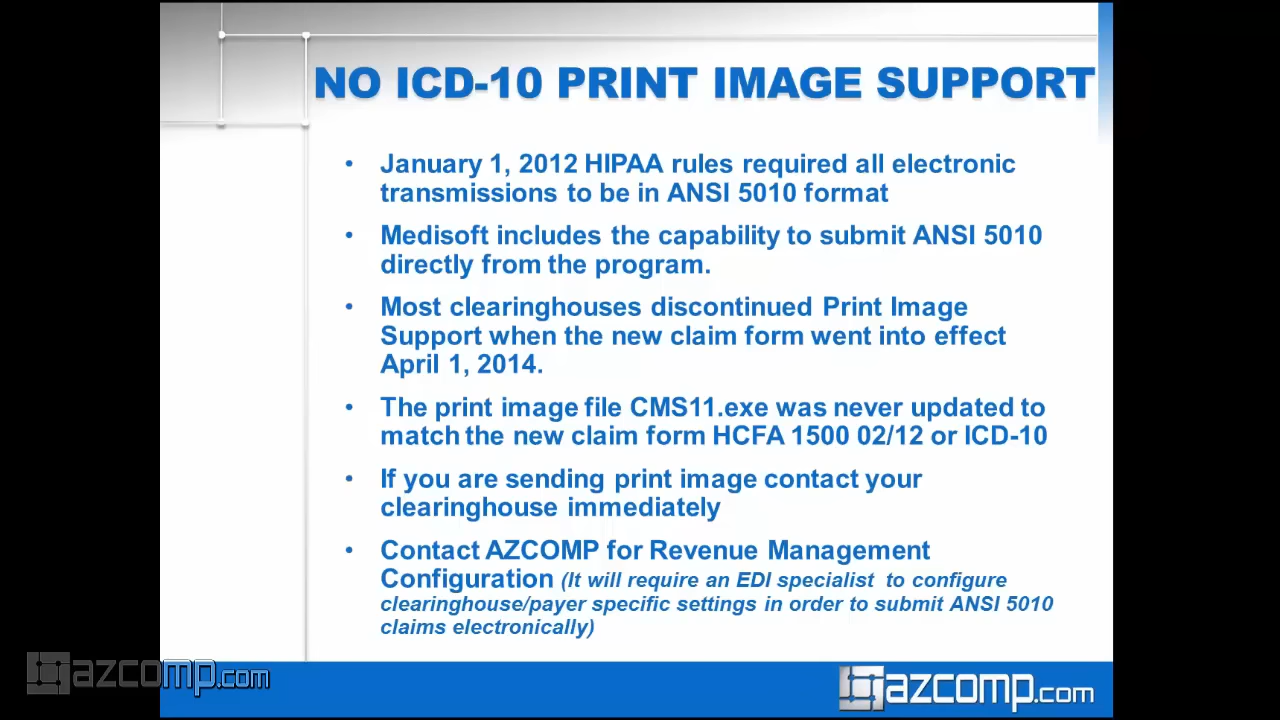 NO ICD-10 PRINT IMAGE SUPPORT
• January 1, 2012 HIPAA rules required all electronic
transmissions to be in ANSI 5010 format
• Medisoft includes the capability to submit ANSI 5010
directly from the program.
• Most clearinghouses discontinued Print Image
Support when the new claim form went into effect
April 1, 2014.
• The print image file CMS11.exe was never updated to
match the new claim form HCFA 1500 02/12 or ICD-10
• If you are sending print image contact your
clearinghouse immediately
• Contact AZCOMP for Revenue Management
Configuration (It will require an EDI specialist to configure
clearinghouse/payer specific settings in order to submit ANSI 5010
claims electronically)
azcomp.com
azcomp.com